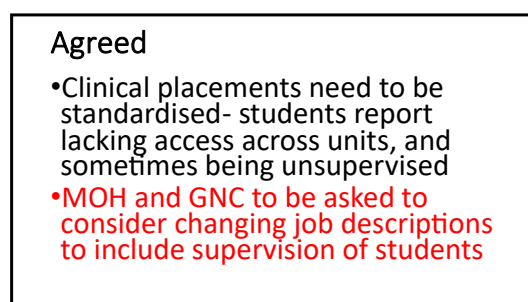 Agreed
•Clinical placements need to be
standardised- students report
lacking access across units, and
sometimes being unsupervised
•MOH and GNC to be asked to
consider changing job descriptions
to include supervision of students